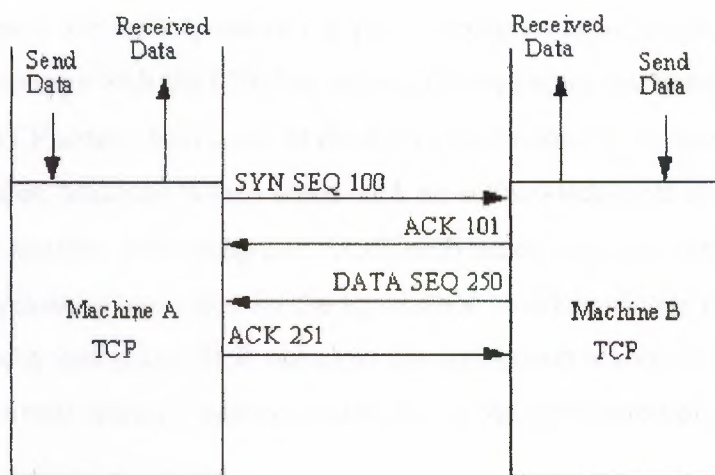 Received
Data
Send
Data
Received
Data
Send
Data
SYN SEQ 100
ACK 101
DATA SEQ 250
ACK 251
Machine A
TCP
Machine B
TCP